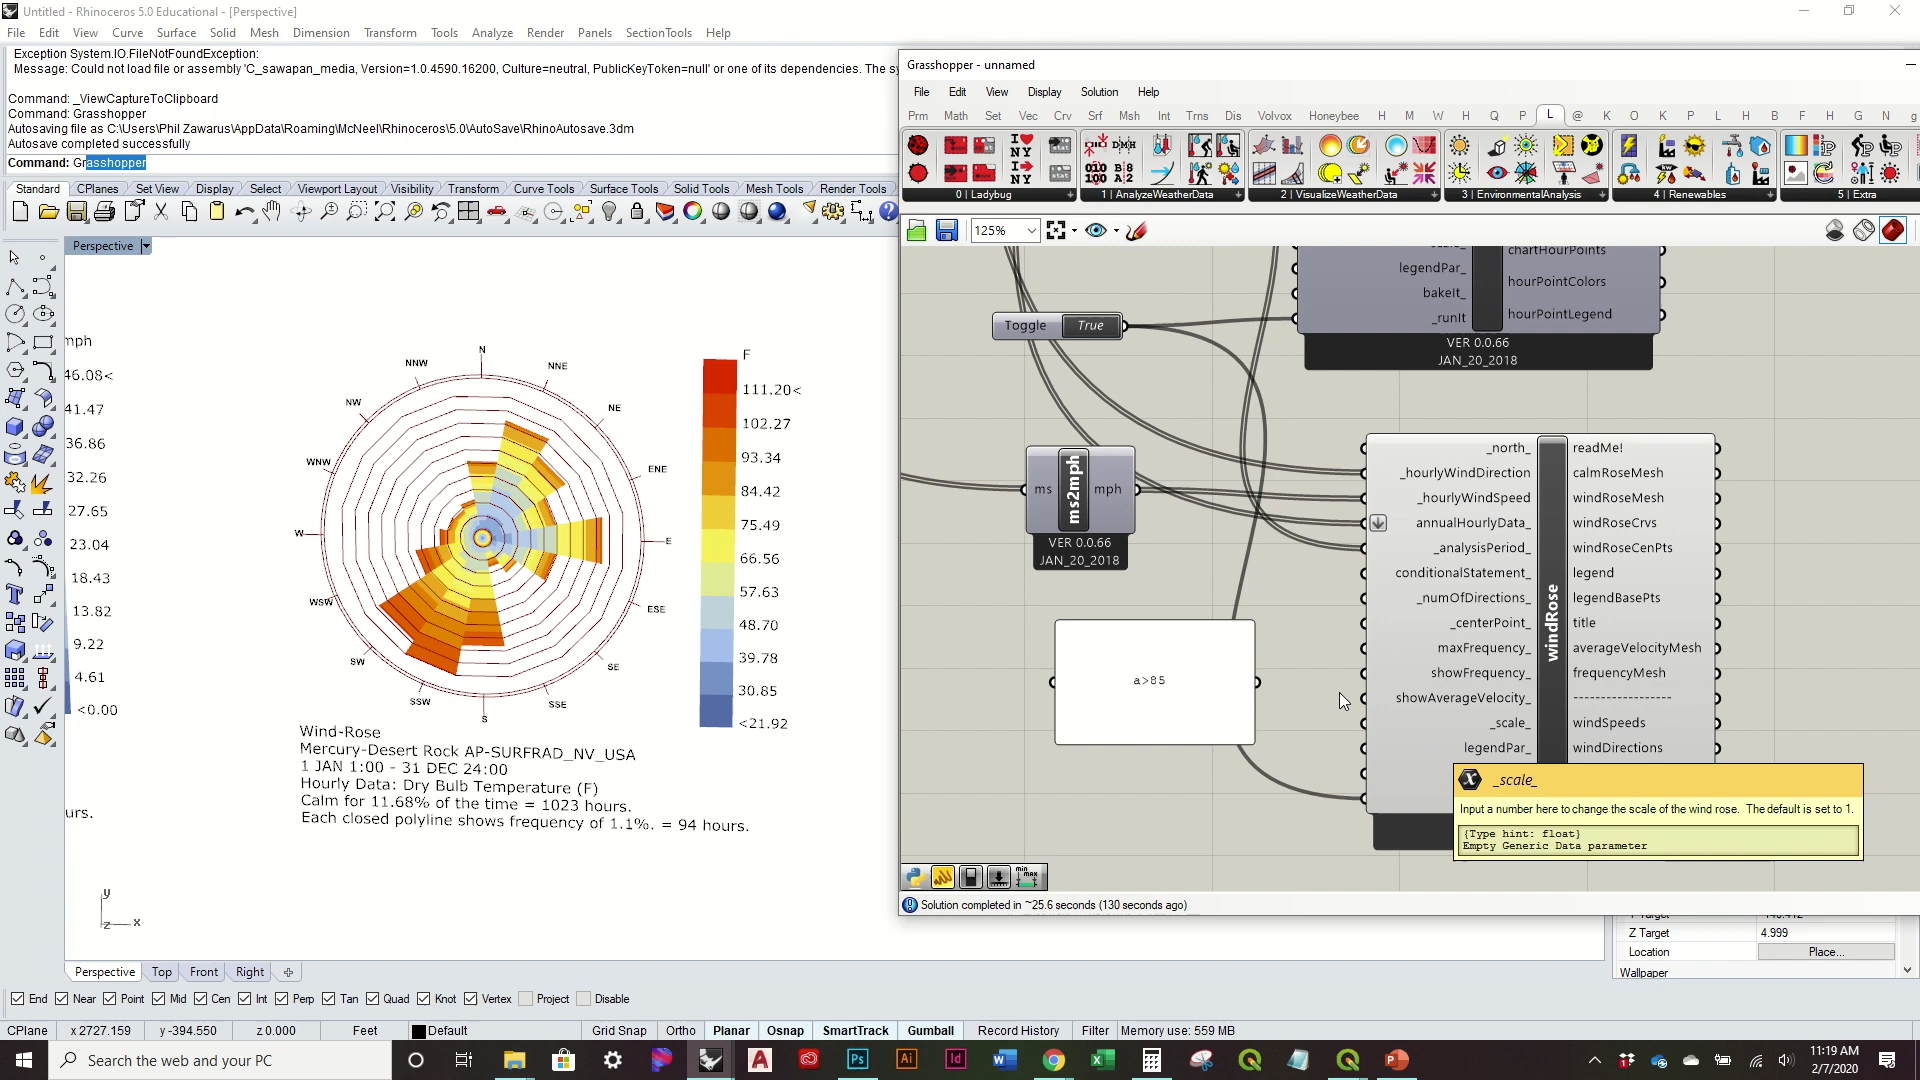 Untitled - Rhinoceros 5.0 Educational - [Perspective]
File Edit View Curve Surface Solid Mesh Dimension Transform Tools Analyze Render Panels SectionTools Help
Exception System.IO.FileNotFoundException:
Message: Could not load file or assembly 'C_sawapan_media, Version=1.0.4590.16200, Culture=neutral, PublicKeyToken=null' or one of its dependencies. The sy
Command: _ViewCaptureToClipboard
Command: Grasshopper
Autosaving file as C:\Users\Phil Zawarus\AppData\Roaming\McNeel\Rhinoceros\5.0\AutoSave\RhinoAutosave.3dm
Autosave completed successfully
Command: Grasshopper
Standard CPlanes Set View Display Select Viewport Layout Visibility Transform Curve Tools Surface Tools Solid Tools Mesh Tools Render Tools
Perspective
mph
46.08<
41.47
36.86
32.26
27.65
23.04
18.43
13.82
9.22
4.61
<0.00
urs.
N
NNE
NE
ENE
E
ESE
SE
SSE
S
SSW
SW
WSW
W
WNW
NW
NNW
F
111.20<
102.27
93.34
84.42
75.49
66.56
57.63
48.70
39.78
30.85
<21.92
Wind-Rose
Mercury-Desert Rock AP-SURFRAD_NV_USA
1 JAN 1:00 - 31 DEC 24:00
Hourly Data: Dry Bulb Temperature (F)
Calm for 11.68% of the time = 1023 hours.
Each closed polyline shows frequency of 1.1%. = 94 hours.
y
z x
Grasshopper - unnamed
File Edit View Display Solution Help
Prm Math Set Vec Crv Srf Msh Int Trns Dis Volvox Honeybee H M W H Q P L @ K O K P L H B F H G N g
0 | Ladybug 1 | AnalyzeWeatherData 2 | VisualizeWeatherData 3 | EnvironmentalAnalysis 4 | Renewables 5 | Extra
125%
chartHourPoints
legendPar_
hourPointColors
bakeIt_
_runIt
hourPointLegend
VER 0.0.66
JAN_20_2018
Toggle True
ms ms2mph mph
VER 0.0.66
JAN_20_2018
a>85
windRose
_north_ readMe!
_hourlyWindDirection calmRoseMesh
_hourlyWindSpeed windRoseMesh
annualHourlyData_ windRoseCrvs
_analysisPeriod_ windRoseCenPts
conditionalStatement_ legend
_numOfDirections_ legendBasePts
_centerPoint_ title
maxFrequency_ averageVelocityMesh
showFrequency_ frequencyMesh
showAverageVelocity_ -----------------
_scale_ windSpeeds
legendPar_ windDirections
_scale_
Input a number here to change the scale of the wind rose. The default is set to 1.
{Type hint: float}
Empty Generic Data parameter
Solution completed in ~25.6 seconds (130 seconds ago)
Z Target 4.999
Location Place...
Wallpaper
Perspective Top Front Right
End Near Point Mid Cen Int Perp Tan Quad Knot Vertex Project Disable
CPlane x 2727.159 y -394.550 z 0.000 Feet Default Grid Snap Ortho Planar Osnap SmartTrack Gumball Record History Filter Memory use: 559 MB
Search the web and your PC
11:19 AM
2/7/2020